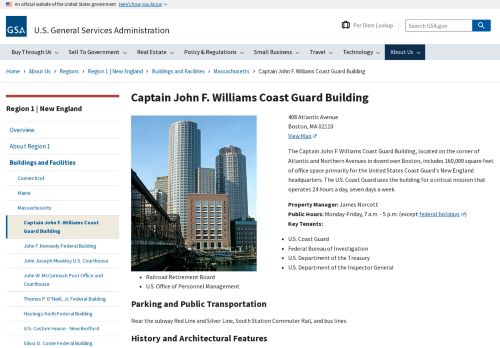 An official website of the United States government Here's how you know
GSA
U.S. General Services Administration
Per Diem Lookup
Search GSA.gov
Buy Through Us
Sell To Government
Real Estate
Policy & Regulations
Small Business
Travel
Technology
About Us
Home > About Us > Regions > Region 1 | New England > Buildings and Facilities > Massachusetts > Captain John F. Williams Coast Guard Building
Region 1 | New England
Overview
About Region 1
Buildings and Facilities
Connecticut
Maine
Massachusetts
Captain John F. Williams Coast
Guard Building
John F. Kennedy Federal Building
John Joseph Moakley U.S. Courthouse
John W. McCormack Post Office and
Courthouse
Thomas P. O'Neill, Jr. Federal Building
Hastings Keith Federal Building
U.S. Custom House - New Bedford
Silvio O. Conte Federal Building
Captain John F. Williams Coast Guard Building
408 Atlantic Avenue
Boston, MA 02110
View Map
The Captain John F. Williams Coast Guard Building, located on the corner of
Atlantic and Northern Avenues in downtown Boston, includes 160,000 square feet
of office space primarily for the United States Coast Guard's New England
headquarters. The U.S. Coast Guard uses the building for a critical mission that
operates 24 hours a day, seven days a week.
Property Manager: James Norcott
Public Hours: Monday-Friday, 7 a.m. - 5 p.m. (except federal holidays)
Key Tenants:
• U.S. Coast Guard
• Federal Bureau of Investigation
• U.S. Department of the Treasury
• U.S. Department of the Inspector General
• Railroad Retirement Board
• U.S. Office of Personnel Management
Parking and Public Transportation
Near the subway Red Line and Silver Line, South Station Commuter Rail, and bus lines.
History and Architectural Features